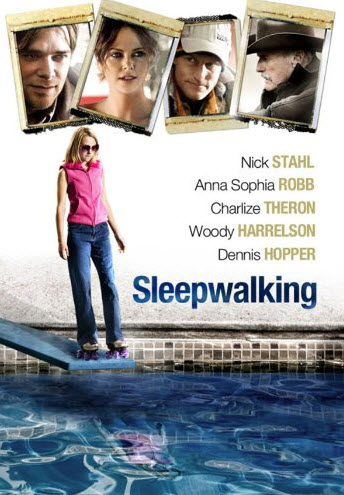 Nick STAHL
Anna Sophia ROBB
Charlize THERON
Woody HARRELSON
Dennis HOPPER
Sleepwalking